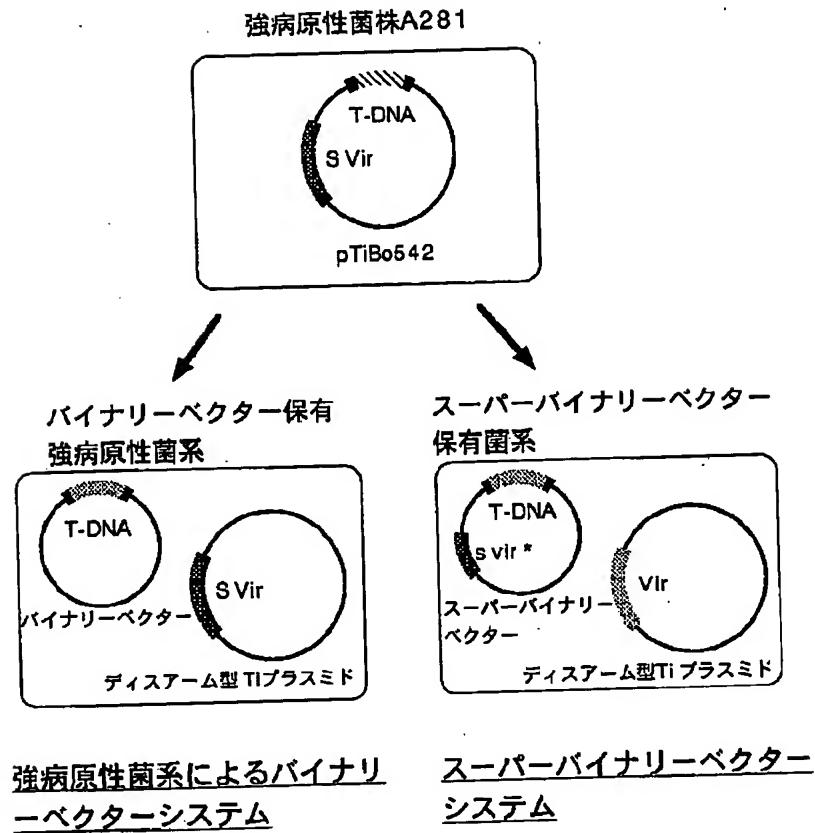 強病原性菌株A281
T-DNA
S Vir
pTiBo542
バイナリーベクター保有
強病原性菌系
T-DNA
バイナリーベクター
S Vir
ディスアーム型 TIプラスミド
スーパーバイナリーベクター
保有菌系
T-DNA
s vir *
スーパーバイナリー
ベクター
Vir
ディスアーム型Ti プラスミド
強病原性菌系によるバイナリ
ーベクターシステム
スーパーバイナリーベクター
システム